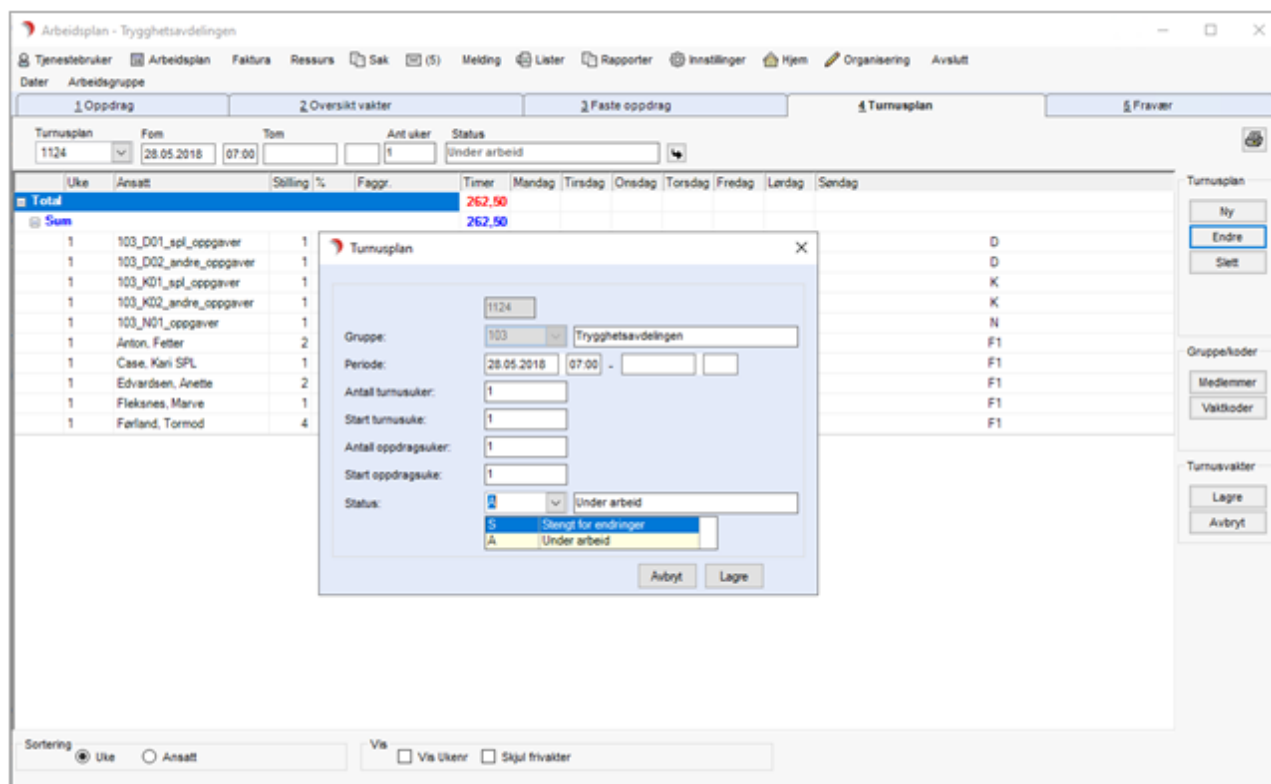 Arbeidsplan - Trygghetsavdelingen
Tjenestebruker Arbeidsplan Faktura Ressurs Sak (5) Melding Lister Rapporter Innstillinger Hjem Organisering Avslutt
Dater Arbeidsgruppe
1 Oppdrag 2 Oversikt vakter 3 Faste oppdrag 4 Turnusplan 5 Fravær
Turnusplan Fom Tom Ant uker Status
1124 28.05.2018 07:00 1 Under arbeid
Uke Ansatt Stilling % Faggr. Timer Mandag Tirsdag Onsdag Torsdag Fredag Lørdag Søndag
Total 262,50
Sum 262,50
1 103_D01_spl_oppgaver 1 D
1 103_D02_andre_oppgaver 1 D
1 103_K01_spl_oppgaver 1 K
1 103_K02_andre_oppgaver 1 K
1 103_N01_oppgaver 1 N
1 Anton, Fetter 2 F1
1 Case, Kari SPL 1 F1
1 Edvardsen, Anette 2 F1
1 Fleksnes, Marve 1 F1
1 Førland, Tormod 4 F1
Turnusplan
1124
Gruppe: 103 Trygghetsavdelingen
Periode: 28.05.2018 07:00 -
Antall turnusuker: 1
Start turnusuke: 1
Antall oppdragsuker: 1
Start oppdragsuke: 1
Status: A Under arbeid
S Stengt for endringer
A Under arbeid
Avbryt Lagre
Turnusplan
Ny
Endre
Slett
Gruppe/koder
Medlemmer
Vaktkoder
Turnusvakter
Lagre
Avbryt
Sortering Vis
Uke Ansatt Vis Ukenr Skjul frivakter